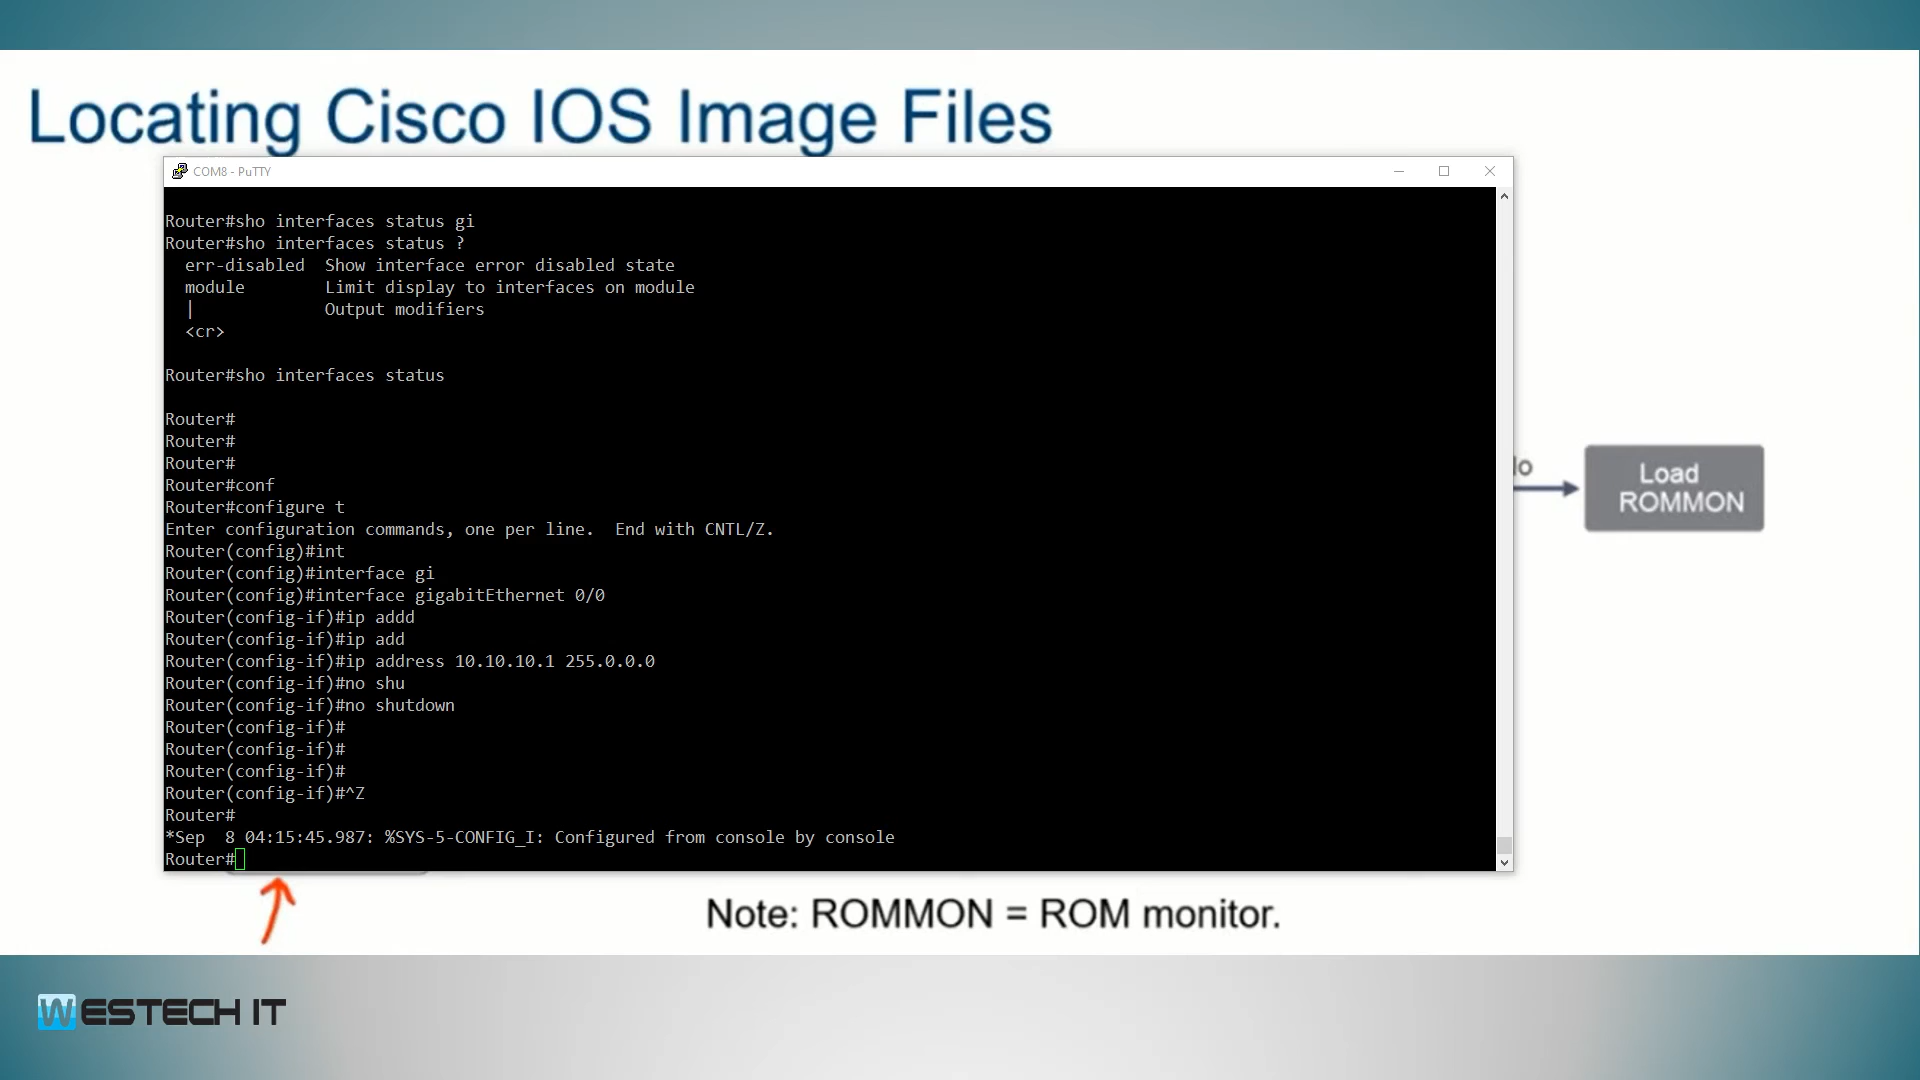 Locating Cisco IOS Image Files
COM8 - PuTTY
Router#sho interfaces status gi
Router#sho interfaces status ?
  err-disabled  Show interface error disabled state
  module        Limit display to interfaces on module
  |             Output modifiers
  <cr>
Router#sho interfaces status
Router#
Router#
Router#
Router#conf
Router#configure t
Enter configuration commands, one per line.  End with CNTL/Z.
Router(config)#int
Router(config)#interface gi
Router(config)#interface gigabitEthernet 0/0
Router(config-if)#ip addd
Router(config-if)#ip add
Router(config-if)#ip address 10.10.10.1 255.0.0.0
Router(config-if)#no shu
Router(config-if)#no shutdown
Router(config-if)#
Router(config-if)#
Router(config-if)#
Router(config-if)#^Z
Router#
*Sep  8 04:15:45.987: %SYS-5-CONFIG_I: Configured from console by console
Router#
Load
ROMMON
Note: ROMMON = ROM monitor.
WESTECH IT